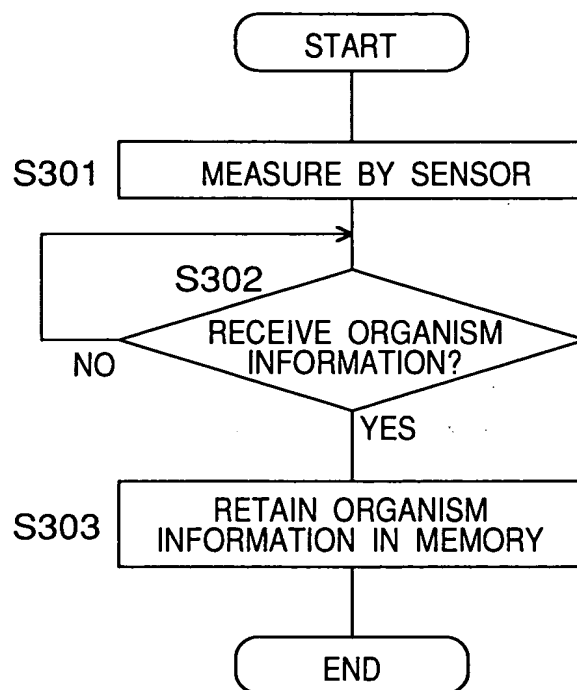 START
S301
MEASURE BY SENSOR
S302
RECEIVE ORGANISM
INFORMATION?
NO
YES
S303
RETAIN ORGANISM
INFORMATION IN MEMORY
END